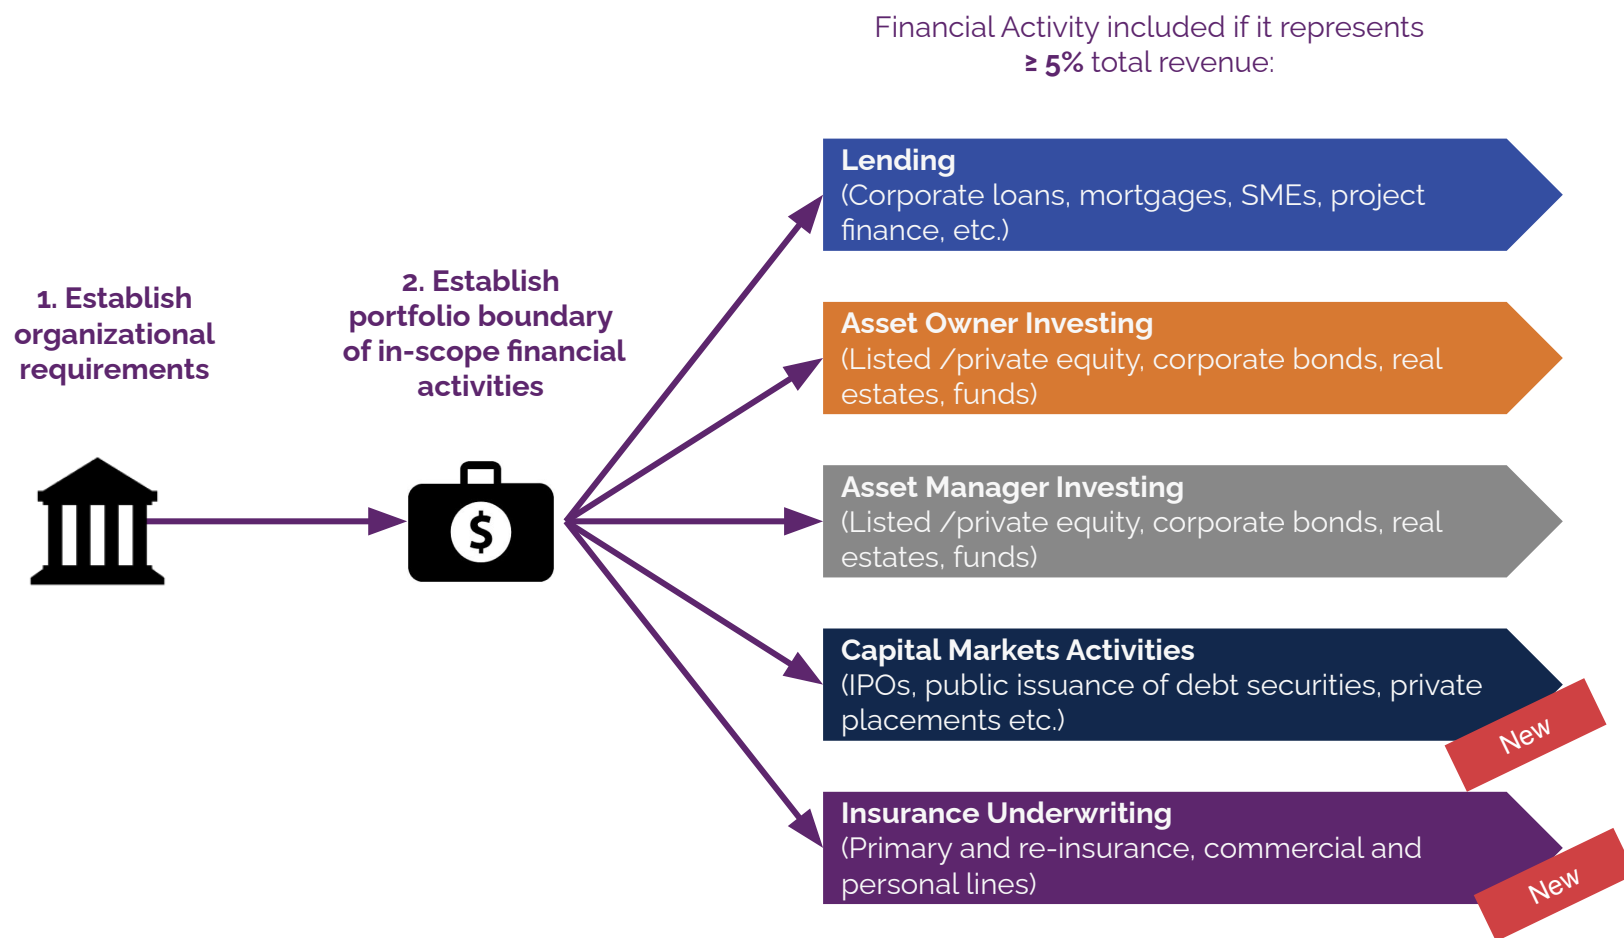 Financial Activity included if it represents
≥ 5% total revenue:
1. Establish
organizational
requirements
2. Establish
portfolio boundary
of in-scope financial
activities
$
Lending
(Corporate loans, mortgages, SMEs, project
finance, etc.)
Asset Owner Investing
(Listed /private equity, corporate bonds, real
estates, funds)
Asset Manager Investing
(Listed /private equity, corporate bonds, real
estates, funds)
Capital Markets Activities
(IPOs, public issuance of debt securities, private
placements etc.)
New
Insurance Underwriting
(Primary and re-insurance, commercial and
personal lines)
New